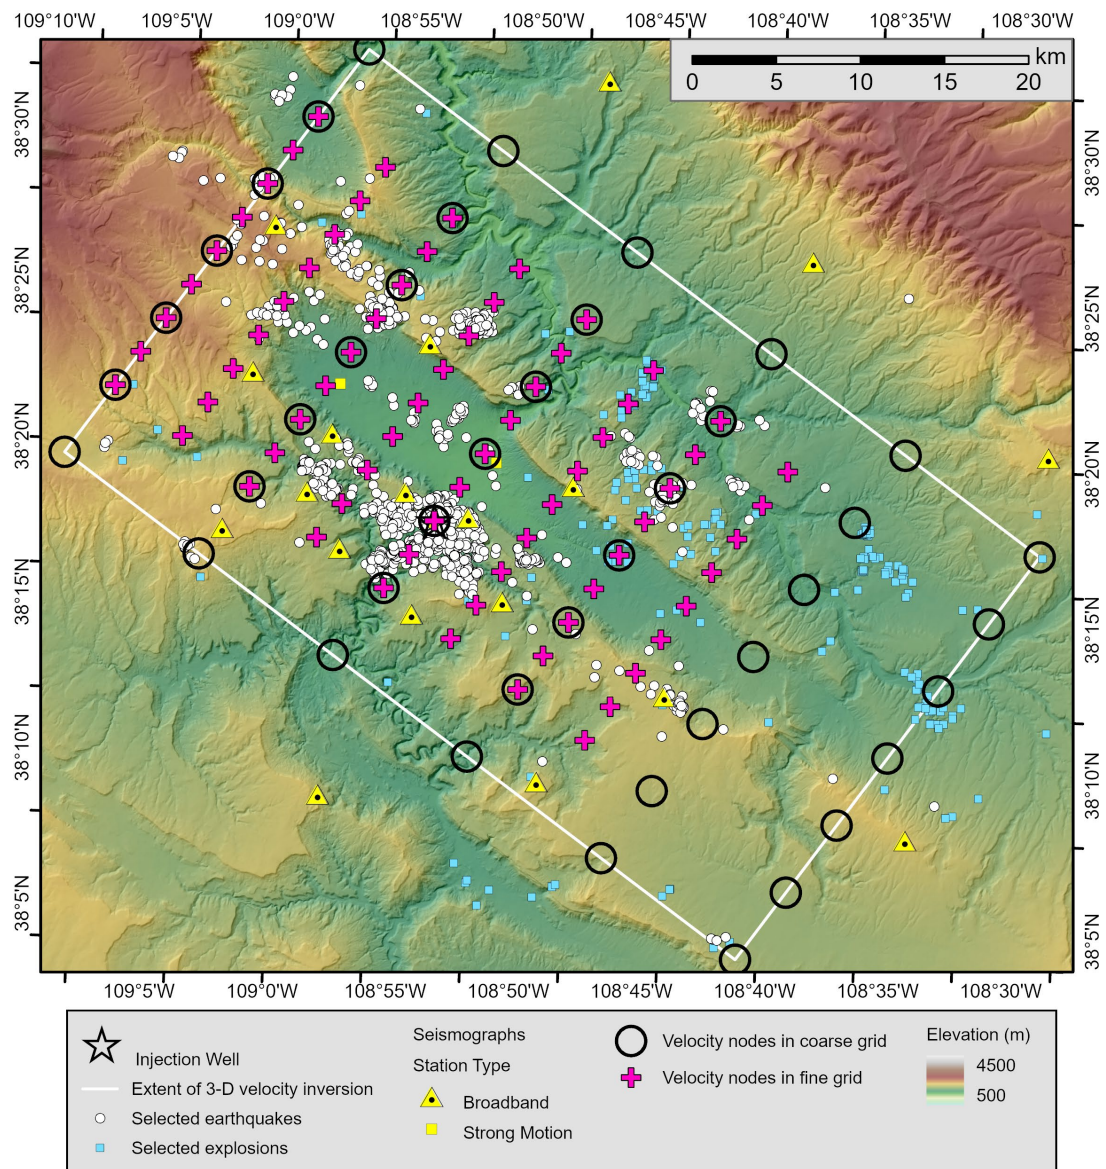 109°10'W 109°5'W 109°0'W 108°55'W 108°50'W 108°45'W 108°40'W 108°35'W 108°30'W
km
0 5 10 15 20
38°30'N 38°30'N
38°25'N 38°25'N
38°20'N 38°20'N
38°15'N 38°15'N
38°10'N 38°10'N
38°5'N 38°5'N
109°5'W 109°0'W 108°55'W 108°50'W 108°45'W 108°40'W 108°35'W 108°30'W
Injection Well
Extent of 3-D velocity inversion
Selected earthquakes
Selected explosions
Seismographs
Station Type
Broadband
Strong Motion
Velocity nodes in coarse grid
Velocity nodes in fine grid
Elevation (m)
4500
500